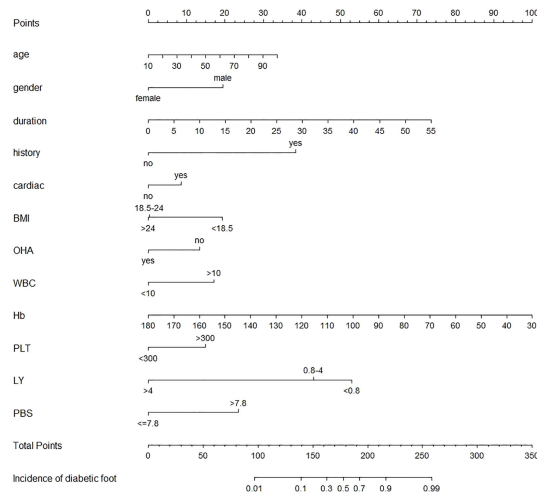 Points
0 10 20 30 40 50 60 70 80 90 100
age
10 30 50 70 90
gender
male
female
duration
0 5 10 15 20 25 30 35 40 45 50 55
history
yes
no
cardiac
yes
no
BMI
18.5-24
>24 <18.5
OHA
no
yes
WBC
>10
<10
Hb
180 170 160 150 140 130 120 110 100 90 80 70 60 50 40 30
PLT
>300
<300
LY
0.8-4
>4 <0.8
PBS
>7.8
<=7.8
Total Points
0 50 100 150 200 250 300 350
Incidence of diabetic foot
0.01 0.1 0.3 0.5 0.7 0.9 0.99